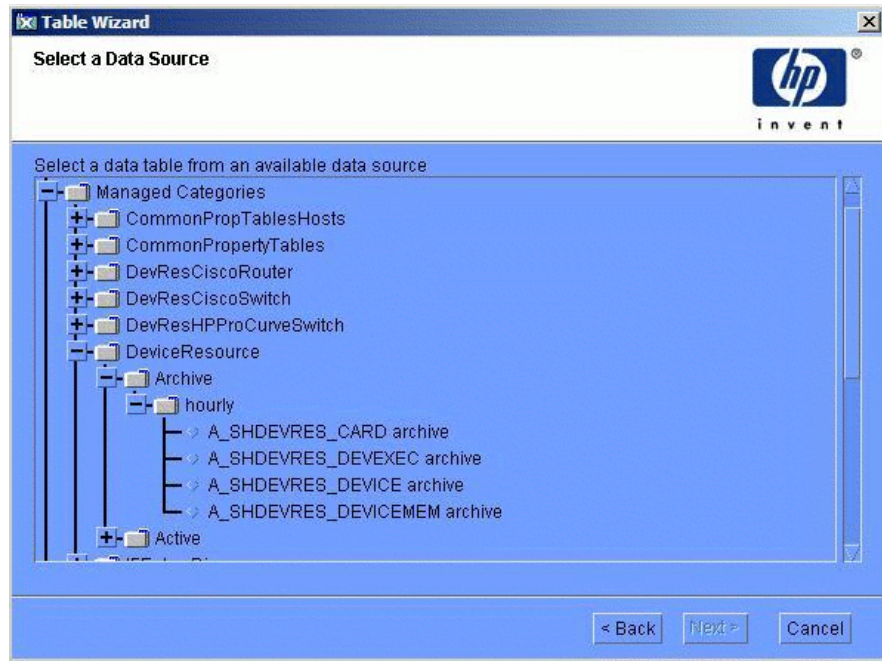 Table Wizard
Select a Data Source
hp
®
invent
Select a data table from an available data source
Managed Categories
CommonPropTablesHosts
CommonPropertyTables
DevResCiscoRouter
DevResCiscoSwitch
DevResHPProCurveSwitch
DeviceResource
Archive
hourly
A_SHDEVRES_CARD archive
A_SHDEVRES_DEVEXEC archive
A_SHDEVRES_DEVICE archive
A_SHDEVRES_DEVICEMEM archive
Active
< Back Next > Cancel